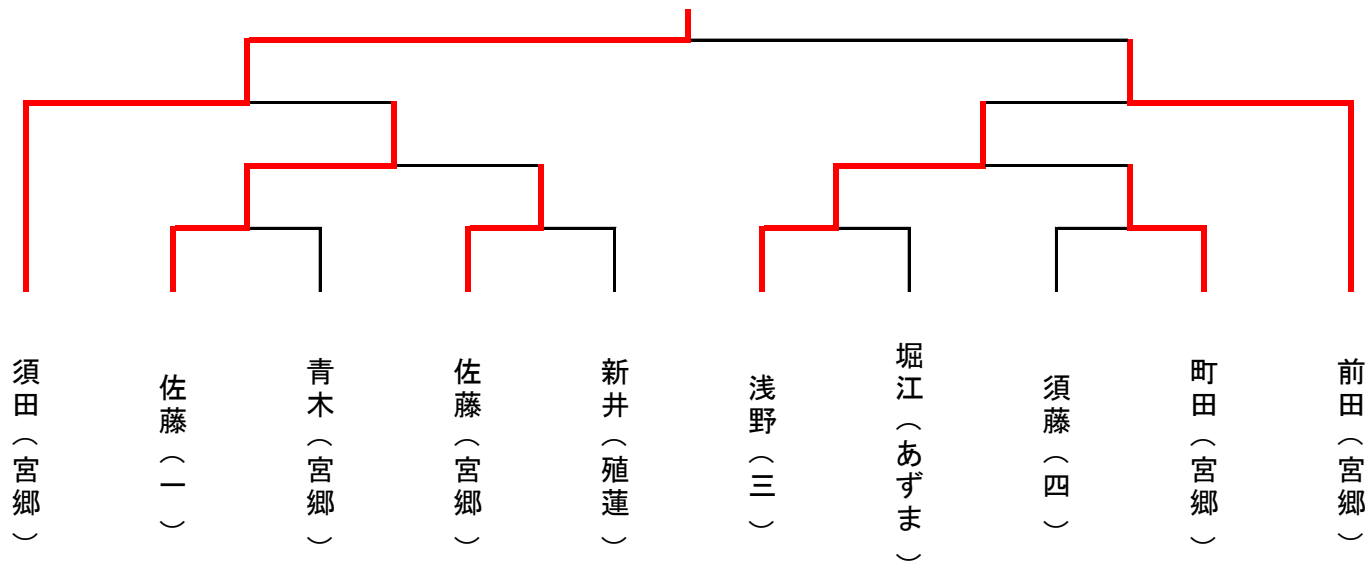 須田（宮郷）
佐藤（一）
青木（宮郷）
佐藤（宮郷）
新井（殖蓮）
浅野（三）
堀江（あずま）
須藤（四）
町田（宮郷）
前田（宮郷）